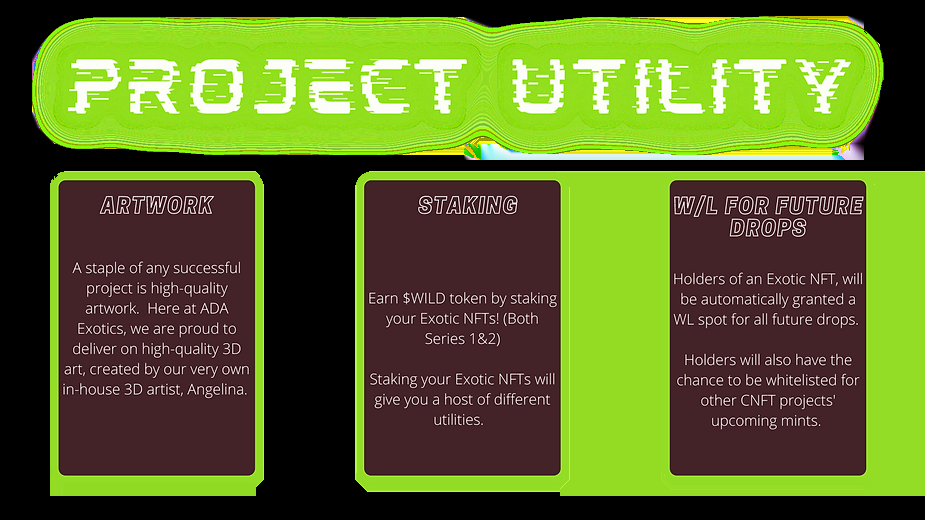 PROJECT UTILITY
ARTWORK
A staple of any successful
project is high-quality
artwork. Here at ADA
Exotics, we are proud to
deliver on high-quality 3D
art, created by our very own
in-house 3D artist, Angelina.
STAKING
Earn $WILD token by staking
your Exotic NFTs! (Both
Series 1&2)
Staking your Exotic NFTs will
give you a host of different
utilities.
W/L FOR FUTURE
DROPS
Holders of an Exotic NFT, will
be automatically granted a
WL spot for all future drops.
Holders will also have the
chance to be whitelisted for
other CNFT projects'
upcoming mints.